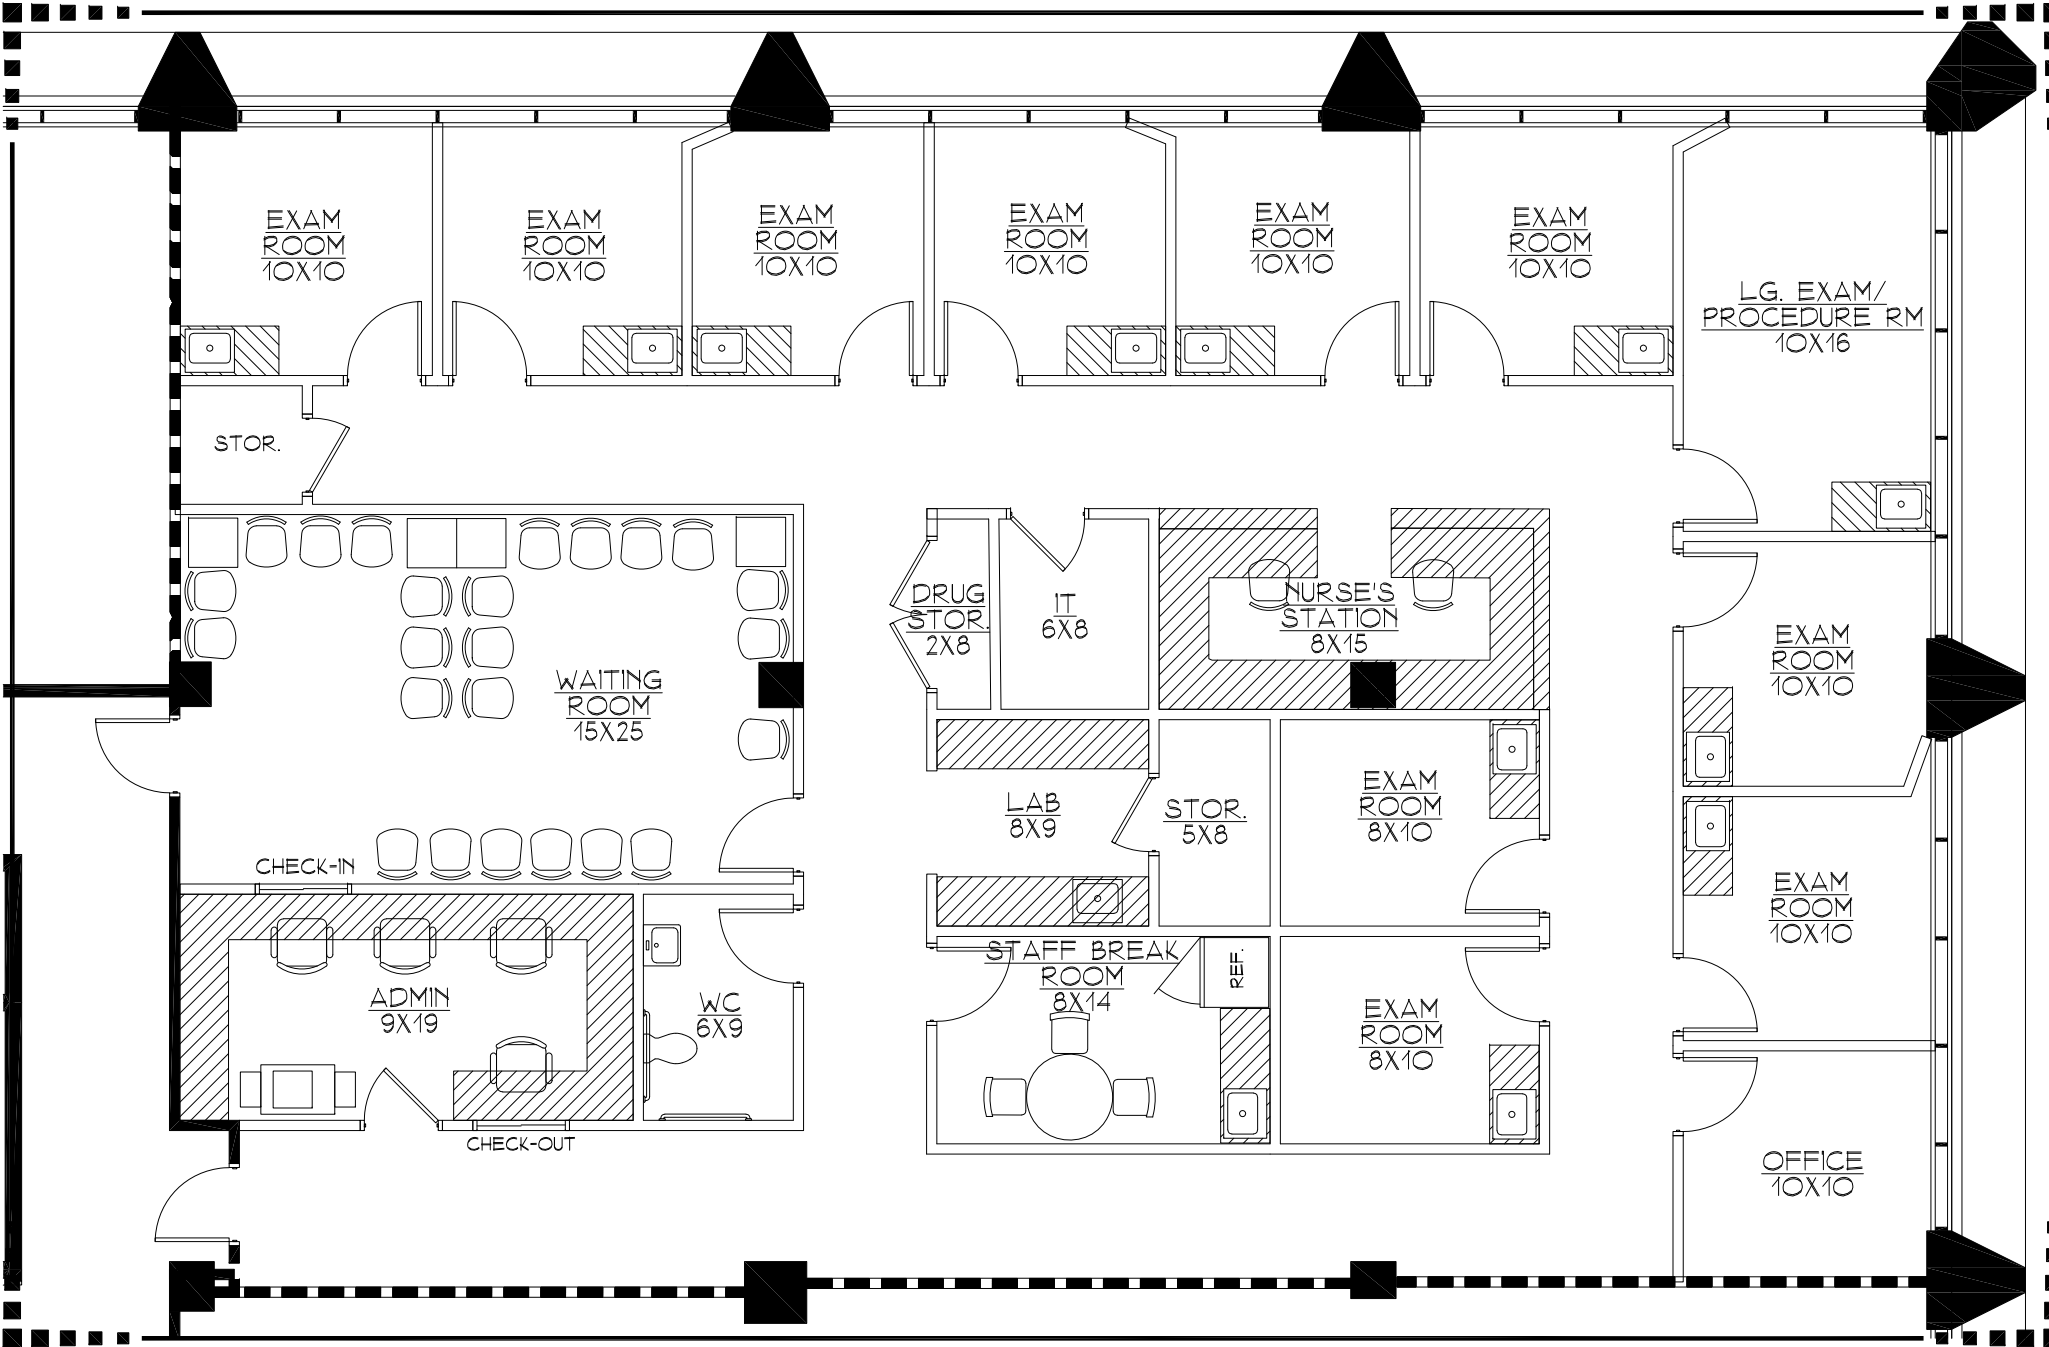 EXAM
ROOM
10X10
EXAM
ROOM
10X10
EXAM
ROOM
10X10
EXAM
ROOM
10X10
EXAM
ROOM
10X10
EXAM
ROOM
10X10
LG. EXAM/
PROCEDURE RM
10X16
STOR.
DRUG
STOR.
2X8
IT
6X8
NURSE'S
STATION
8X15
EXAM
ROOM
10X10
WAITING
ROOM
15X25
LAB
8X9
STOR.
5X8
EXAM
ROOM
8X10
CHECK-IN
EXAM
ROOM
10X10
STAFF BREAK
ROOM
8X14
REF.
ADMIN
9X19
WC
6X9
EXAM
ROOM
8X10
CHECK-OUT
OFFICE
10X10